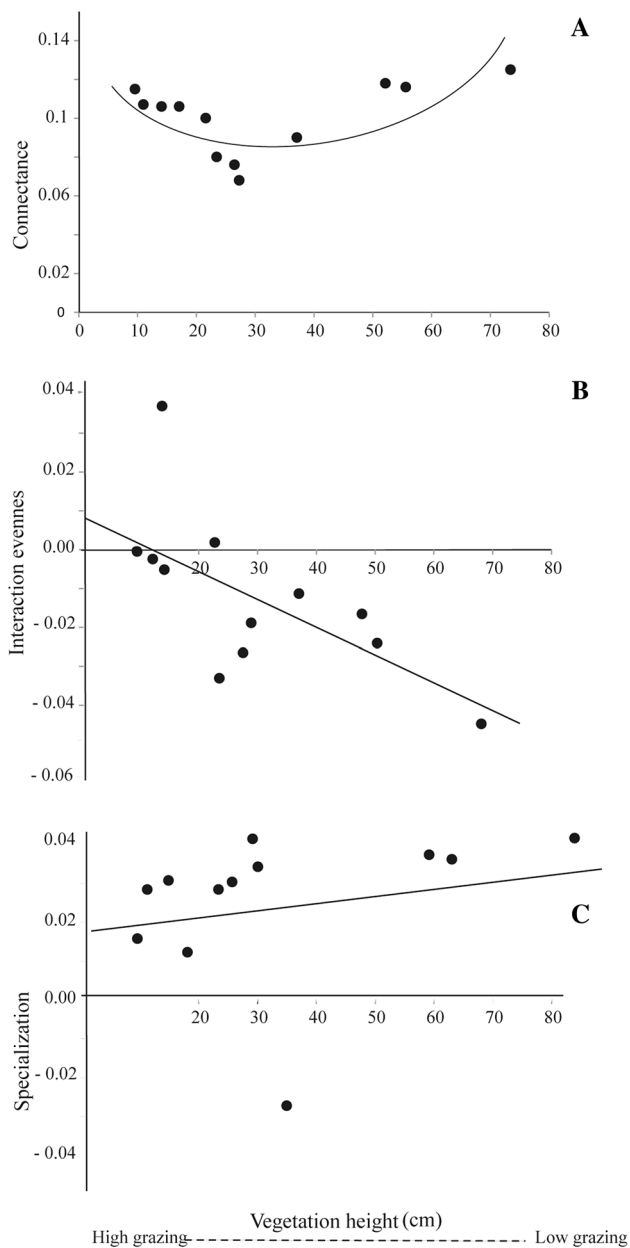 A
0.14
0.1
0.06
0.02
0
Connectance
0 10 20 30 40 50 60 70 80
B
0.04
0.02
0.00
- 0.02
- 0.04
- 0.06
Interaction evennes
20 30 40 50 60 70 80
C
0.04
0.02
0.00
- 0.02
- 0.04
Specialization
20 30 40 50 60 70 80
Vegetation height (cm)
High grazing Low grazing